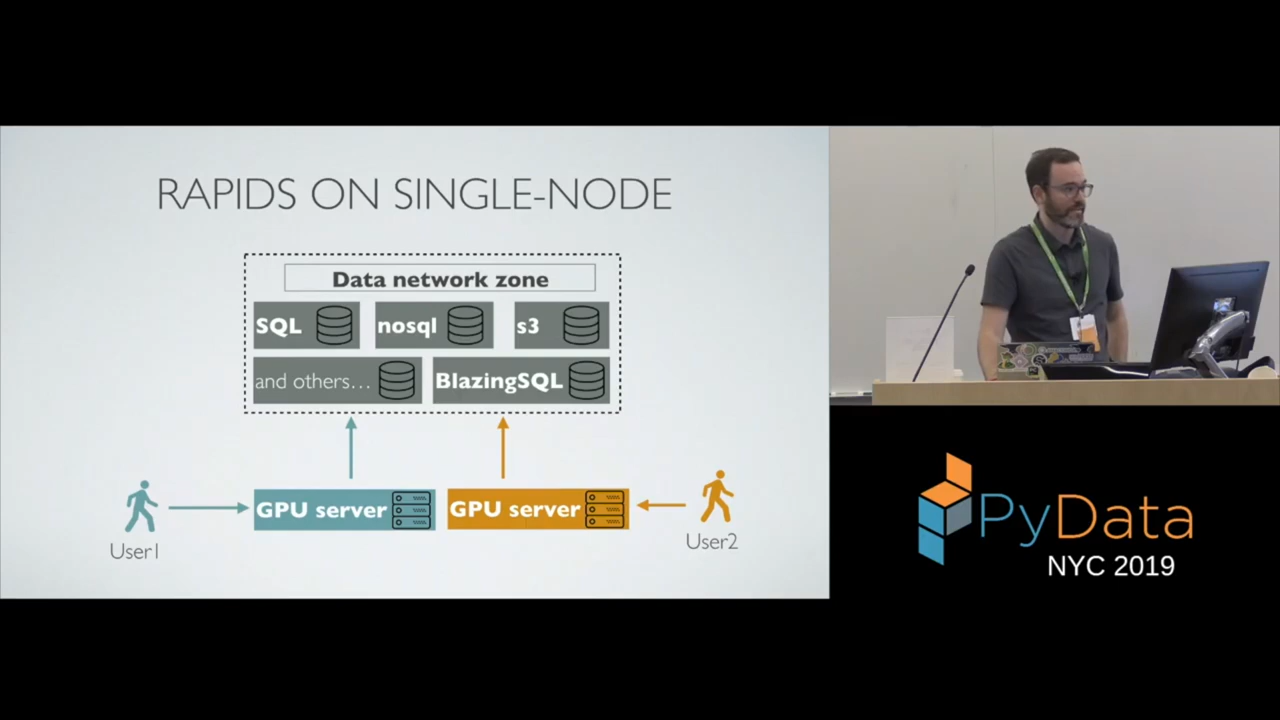 RAPIDS ON SINGLE-NODE
Data network zone
SQL
nosql
s3
and others...
BlazingSQL
GPU server
GPU server
User1
User2
PyData
NYC 2019